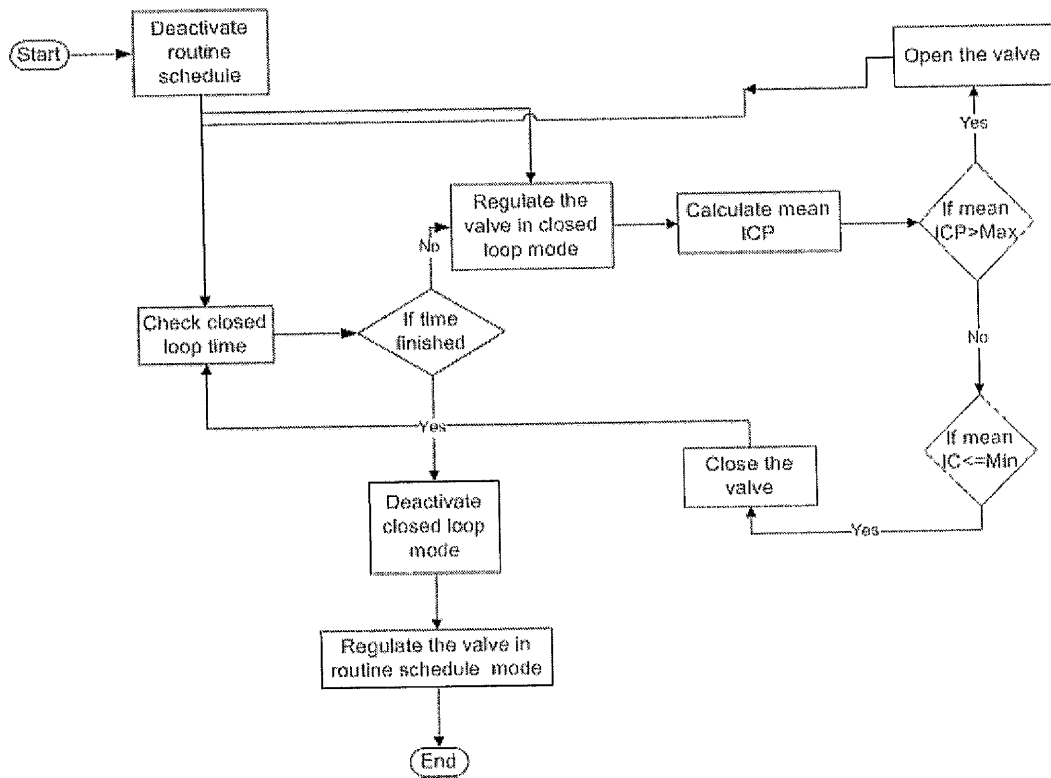 Start
Deactivate
routine
schedule
Open the valve
Yes
Regulate the
valve in closed
loop mode
Calculate mean
ICP
If mean
ICP>Max
No
Check closed
loop time
If time
finished
No
Yes
If mean
IC<=Min
Close the
valve
Yes
Deactivate
closed loop
mode
Regulate the valve in
routine schedule mode
End